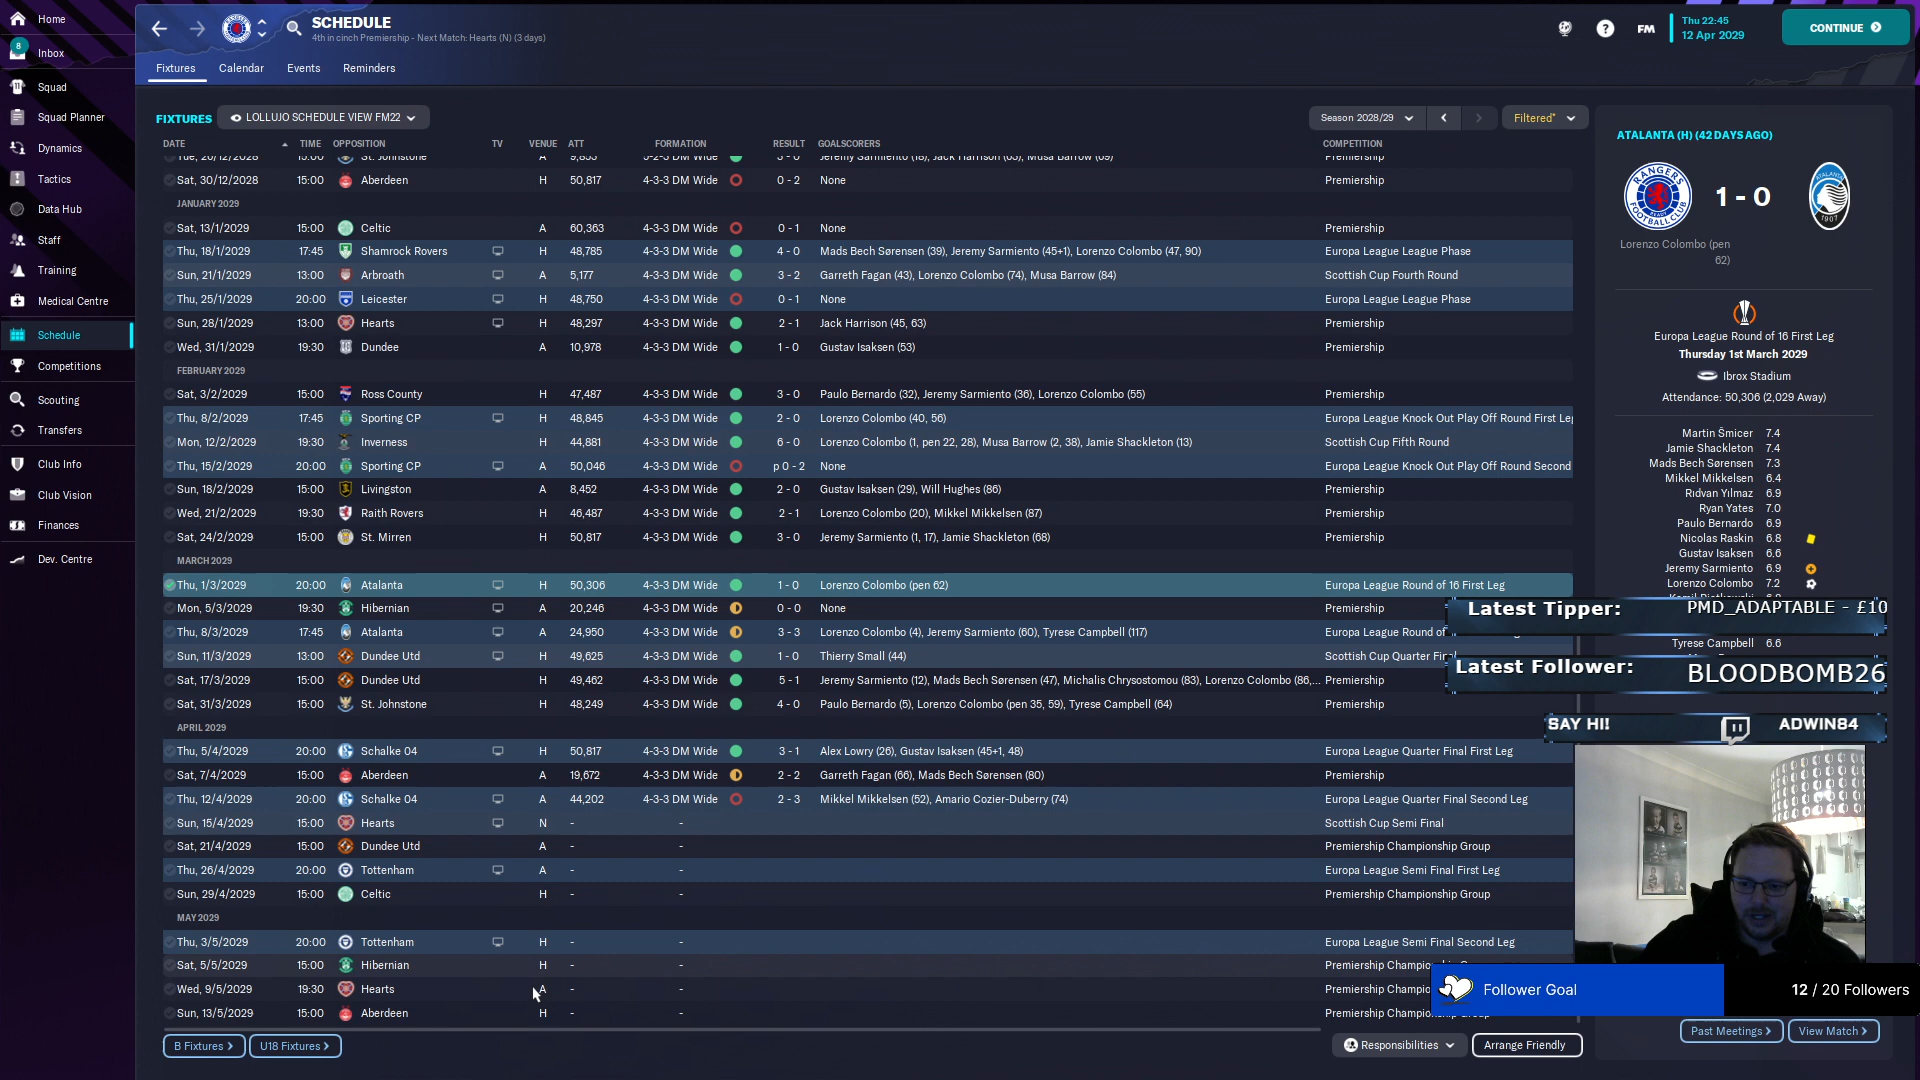 Home
SCHEDULE
4th in cinch Premiership - Next Match: Hearts (N) (3 days)
FM
Thu 22:45
12 Apr 2029
CONTINUE
8
Inbox
Fixtures Calendar Events Reminders
Squad
Squad Planner
Dynamics
Tactics
Data Hub
Staff
Training
Medical Centre
Schedule
Competitions
Scouting
Transfers
Club Info
Club Vision
Finances
Dev. Centre
FIXTURES LOLLUJO SCHEDULE VIEW FM22 Season 2028/29 Filtered*
DATE TIME OPPOSITION TV VENUE ATT FORMATION RESULT GOALSCORERS COMPETITION
Sat, 30/12/2028 15:00 Aberdeen H 50,817 4-3-3 DM Wide 0 - 2 None Premiership
JANUARY 2029
Sat, 13/1/2029 15:00 Celtic A 60,363 4-3-3 DM Wide 0 - 1 None Premiership
Thu, 18/1/2029 17:45 Shamrock Rovers H 48,785 4-3-3 DM Wide 4 - 0 Mads Bech Sørensen (39), Jeremy Sarmiento (45+1), Lorenzo Colombo (47, 90) Europa League League Phase
Sun, 21/1/2029 13:00 Arbroath A 5,177 4-3-3 DM Wide 3 - 2 Garreth Fagan (43), Lorenzo Colombo (74), Musa Barrow (84) Scottish Cup Fourth Round
Thu, 25/1/2029 20:00 Leicester H 48,750 4-3-3 DM Wide 0 - 1 None Europa League League Phase
Sun, 28/1/2029 13:00 Hearts H 48,297 4-3-3 DM Wide 2 - 1 Jack Harrison (45, 63) Premiership
Wed, 31/1/2029 19:30 Dundee A 10,978 4-3-3 DM Wide 1 - 0 Gustav Isaksen (53) Premiership
FEBRUARY 2029
Sat, 3/2/2029 15:00 Ross County H 47,487 4-3-3 DM Wide 3 - 0 Paulo Bernardo (32), Jeremy Sarmiento (36), Lorenzo Colombo (55) Premiership
Thu, 8/2/2029 17:45 Sporting CP H 48,845 4-3-3 DM Wide 2 - 0 Lorenzo Colombo (40, 56) Europa League Knock Out Play Off Round First Leg
Mon, 12/2/2029 19:30 Inverness H 44,881 4-3-3 DM Wide 6 - 0 Lorenzo Colombo (1, pen 22, 28), Musa Barrow (2, 38), Jamie Shackleton (13) Scottish Cup Fifth Round
Thu, 15/2/2029 20:00 Sporting CP A 50,046 4-3-3 DM Wide p 0 - 2 None Europa League Knock Out Play Off Round Second
Sun, 18/2/2029 15:00 Livingston A 8,452 4-3-3 DM Wide 2 - 0 Gustav Isaksen (29), Will Hughes (86) Premiership
Wed, 21/2/2029 19:30 Raith Rovers H 46,487 4-3-3 DM Wide 2 - 1 Lorenzo Colombo (20), Mikkel Mikkelsen (87) Premiership
Sat, 24/2/2029 15:00 St. Mirren H 50,817 4-3-3 DM Wide 3 - 0 Jeremy Sarmiento (1, 17), Jamie Shackleton (68) Premiership
MARCH 2029
Thu, 1/3/2029 20:00 Atalanta H 50,306 4-3-3 DM Wide 1 - 0 Lorenzo Colombo (pen 62) Europa League Round of 16 First Leg
Mon, 5/3/2029 19:30 Hibernian A 20,246 4-3-3 DM Wide 0 - 0 None Premiership
Thu, 8/3/2029 17:45 Atalanta A 24,950 4-3-3 DM Wide 3 - 3 Lorenzo Colombo (4), Jeremy Sarmiento (60), Tyrese Campbell (117) Europa League Round of
Sun, 11/3/2029 13:00 Dundee Utd H 49,625 4-3-3 DM Wide 1 - 0 Thierry Small (44) Scottish Cup Quarter Final
Sat, 17/3/2029 15:00 Dundee Utd H 49,462 4-3-3 DM Wide 5 - 1 Jeremy Sarmiento (12), Mads Bech Sørensen (47), Michalis Chrysostomou (83), Lorenzo Colombo (86,... Premiership
Sat, 31/3/2029 15:00 St. Johnstone H 48,249 4-3-3 DM Wide 4 - 0 Paulo Bernardo (5), Lorenzo Colombo (pen 35, 59), Tyrese Campbell (64) Premiership
APRIL 2029
Thu, 5/4/2029 20:00 Schalke 04 H 50,817 4-3-3 DM Wide 3 - 1 Alex Lowry (26), Gustav Isaksen (45+1, 48) Europa League Quarter Final First Leg
Sat, 7/4/2029 15:00 Aberdeen A 19,672 4-3-3 DM Wide 2 - 2 Garreth Fagan (66), Mads Bech Sørensen (80) Premiership
Thu, 12/4/2029 20:00 Schalke 04 A 44,202 4-3-3 DM Wide 2 - 3 Mikkel Mikkelsen (52), Amario Cozier-Duberry (74) Europa League Quarter Final Second Leg
Sun, 15/4/2029 13:00 Hearts N - - Scottish Cup Semi Final
Sat, 21/4/2029 15:00 Dundee Utd A - - Premiership Championship Group
Thu, 26/4/2029 20:00 Tottenham A - - Europa League Semi Final First Leg
Sun, 29/4/2029 15:00 Celtic H - - Premiership Championship Group
MAY 2029
Thu, 3/5/2029 20:00 Tottenham H - - Europa League Semi Final Second Leg
Sat, 5/5/2029 15:00 Hibernian H - - Premiership
Wed, 9/5/2029 19:30 Hearts A - - Premiership
Sun, 13/5/2029 15:00 Aberdeen H - - Premiership
B Fixtures U18 Fixtures Responsibilities Arrange Friendly
ATALANTA (H) (42 DAYS AGO)
1 - 0
Lorenzo Colombo (pen
62)
Europa League Round of 16 First Leg
Thursday 1st March 2029
Ibrox Stadium
Attendance: 50,306 (2,029 Away)
Martin Šmicer 7.4
Jamie Shackleton 7.4
Mads Bech Sørensen 7.3
Mikkel Mikkelsen 6.4
Rıdvan Yılmaz 6.9
Ryan Yates 7.0
Paulo Bernardo 6.9
Nicolas Raskin 6.8
Gustav Isaksen 6.6
Jeremy Sarmiento 6.9
Lorenzo Colombo 7.2
Latest Tipper: PMD_ADAPTABLE - £10
Tyrese Campbell 6.6
Latest Follower: BLOODBOMB26
SAY HI! ADWIN84
Follower Goal 12 / 20 Followers
Past Meetings View Match